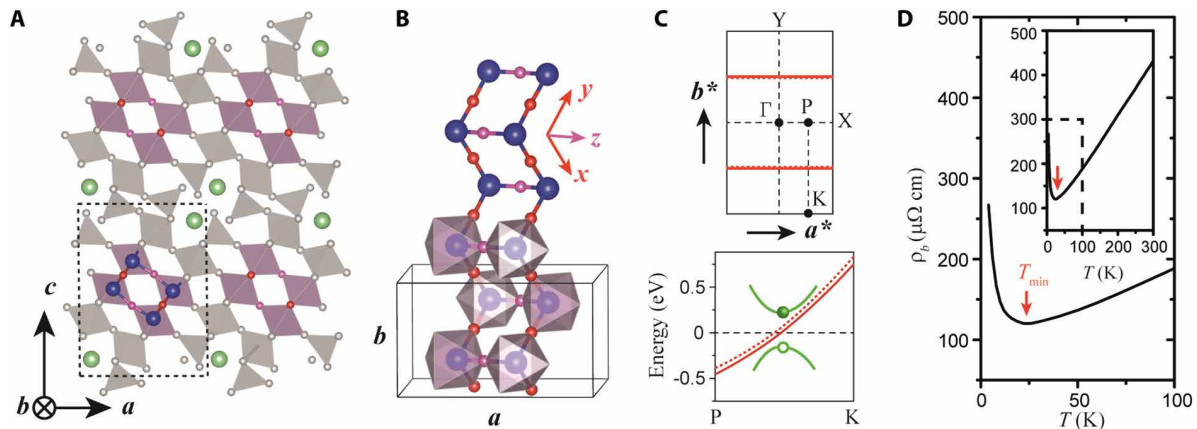 A
B
C
D
c
b
a
b
a
y
z
x
Y
b*
Γ
P
X
K
a*
Energy (eV)
0.5
0
-0.5
P
K
ρb (μΩ cm)
500
400
300
200
100
0
50
100
T (K)
Tmin
500
400
300
200
100
0
100
200
300
T (K)